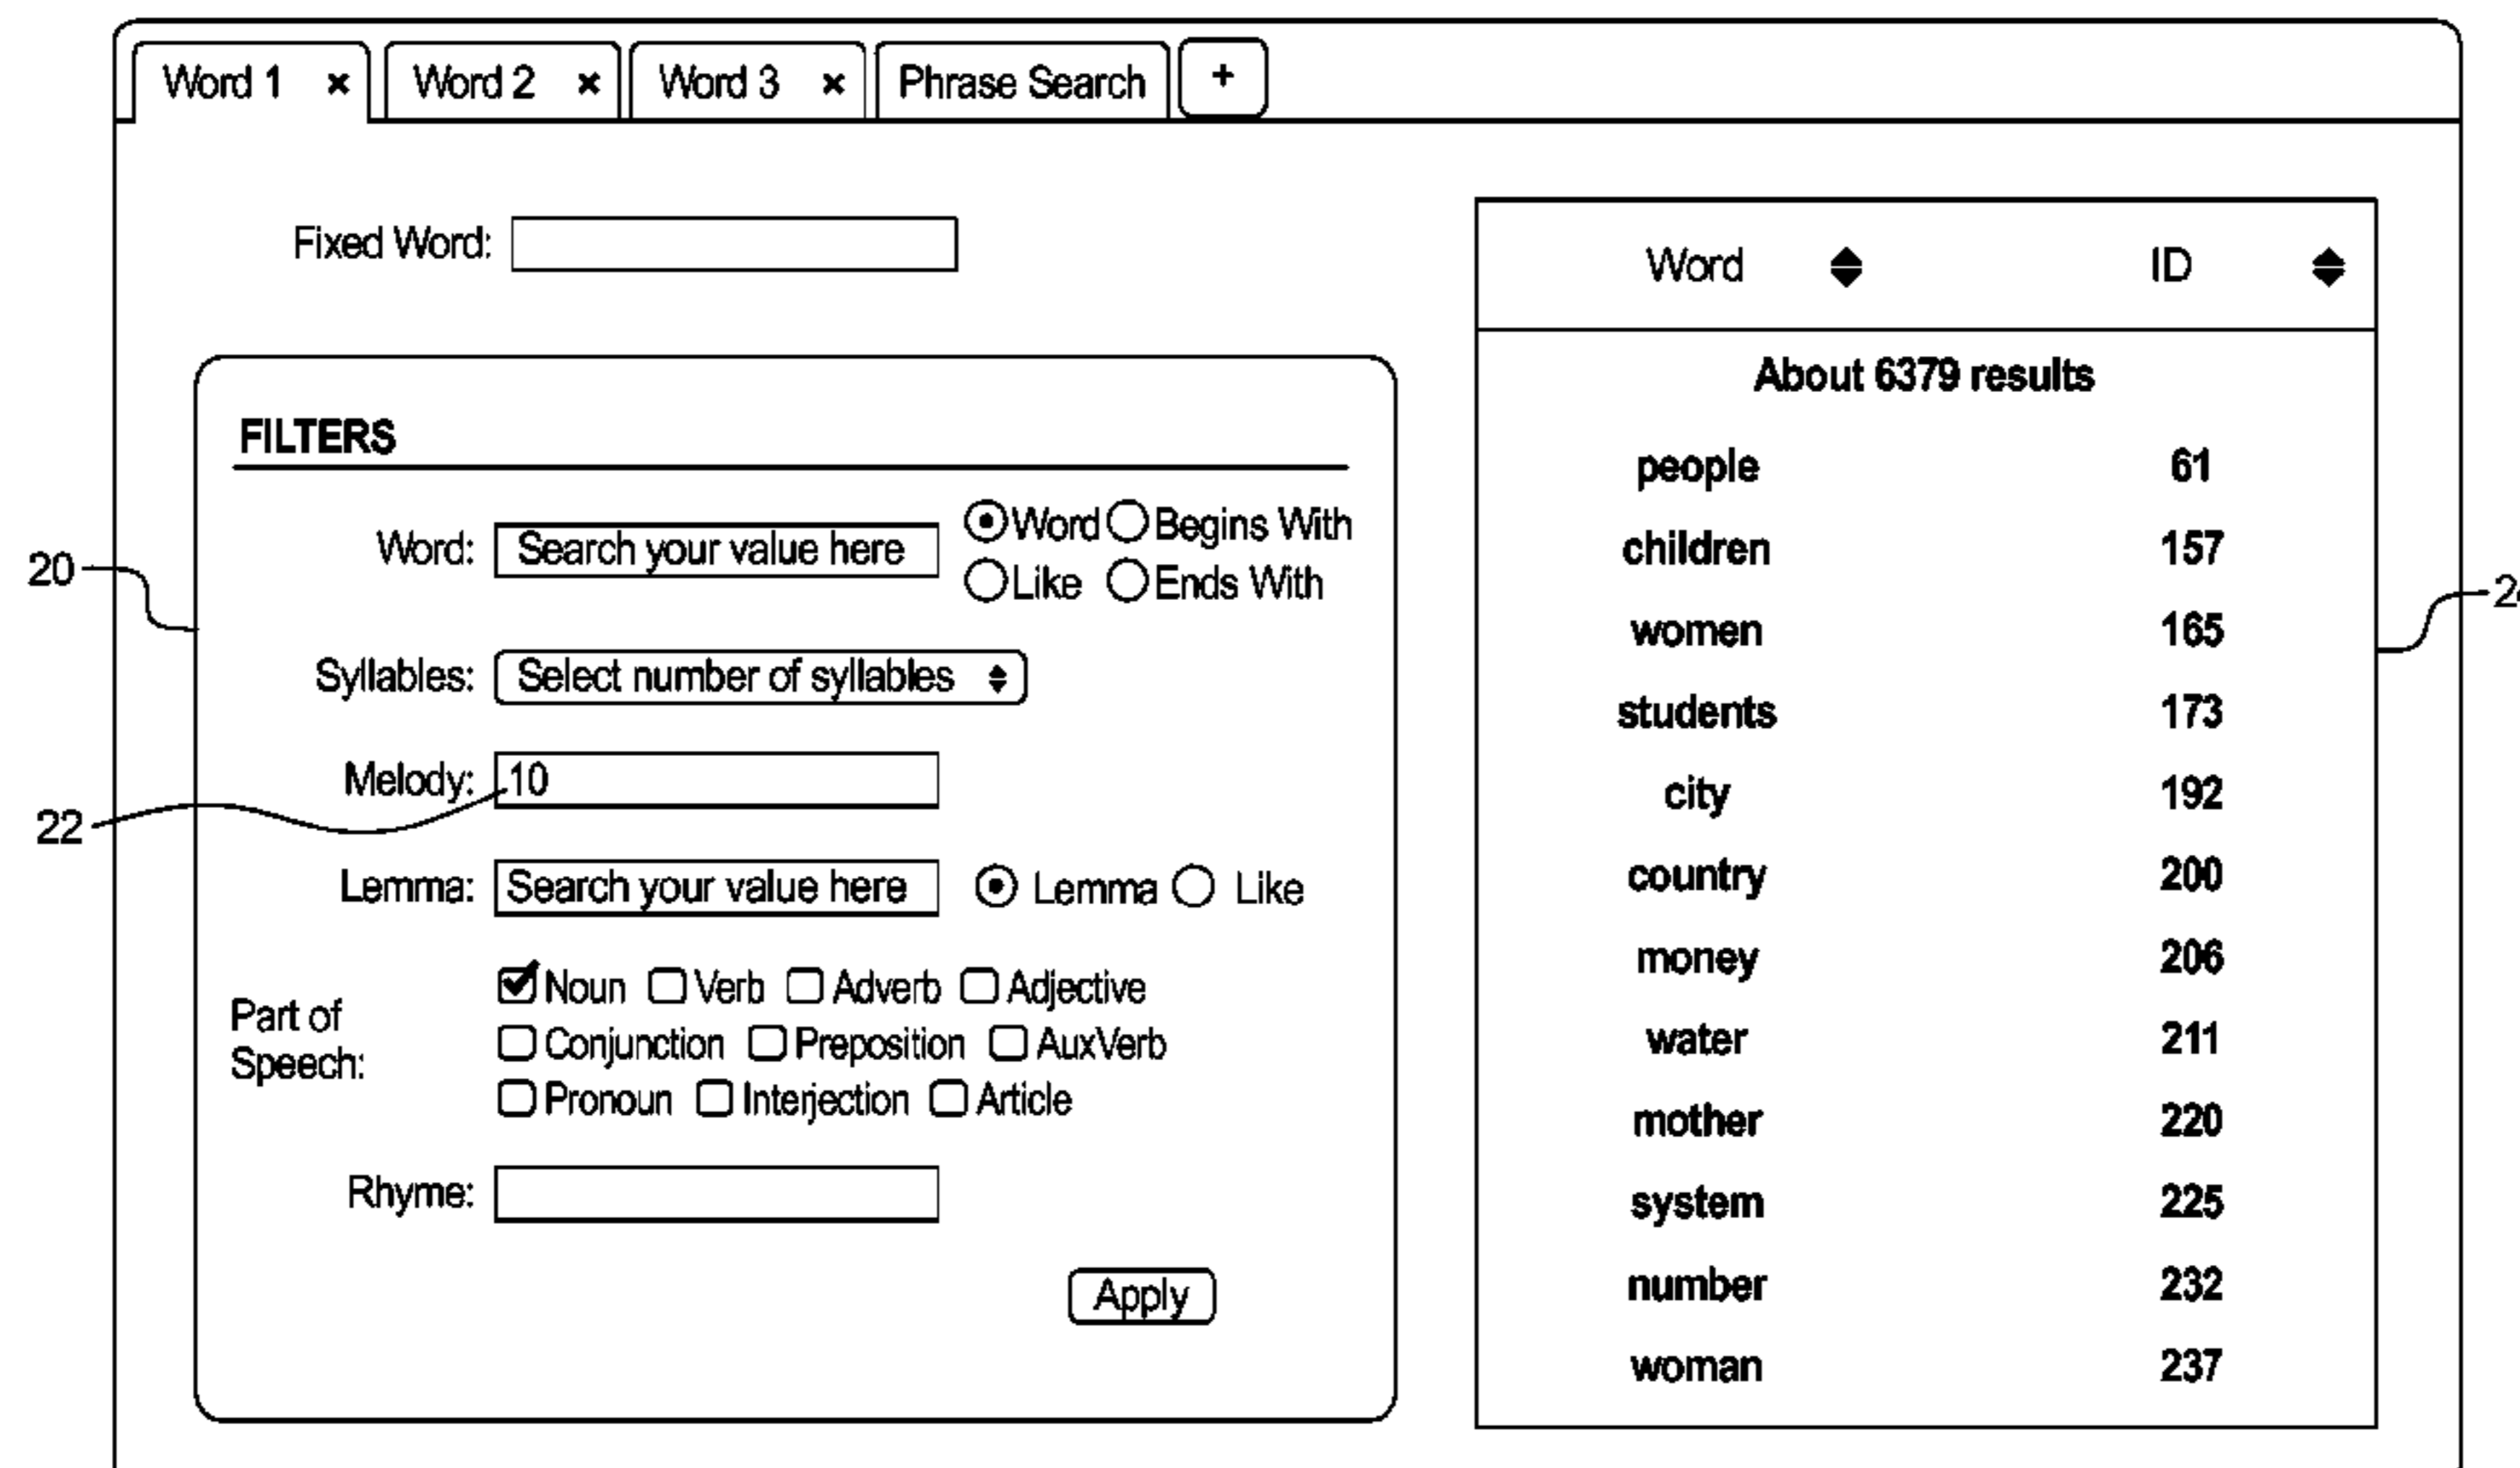 Word 1 × Word 2 × Word 3 × Phrase Search +
Fixed Word:
FILTERS
Word: Search your value here Word Begins With
Like Ends With
20
Syllables: Select number of syllables
Melody: 10
22
Lemma: Search your value here Lemma Like
Part of
Speech:
Noun Verb Adverb Adjective
Conjunction Preposition AuxVerb
Pronoun Interjection Article
Rhyme:
Apply
Word ID
About 6379 results
people 61
children 157
women 165
students 173
city 192
country 200
money 206
water 211
mother 220
system 225
number 232
woman 237